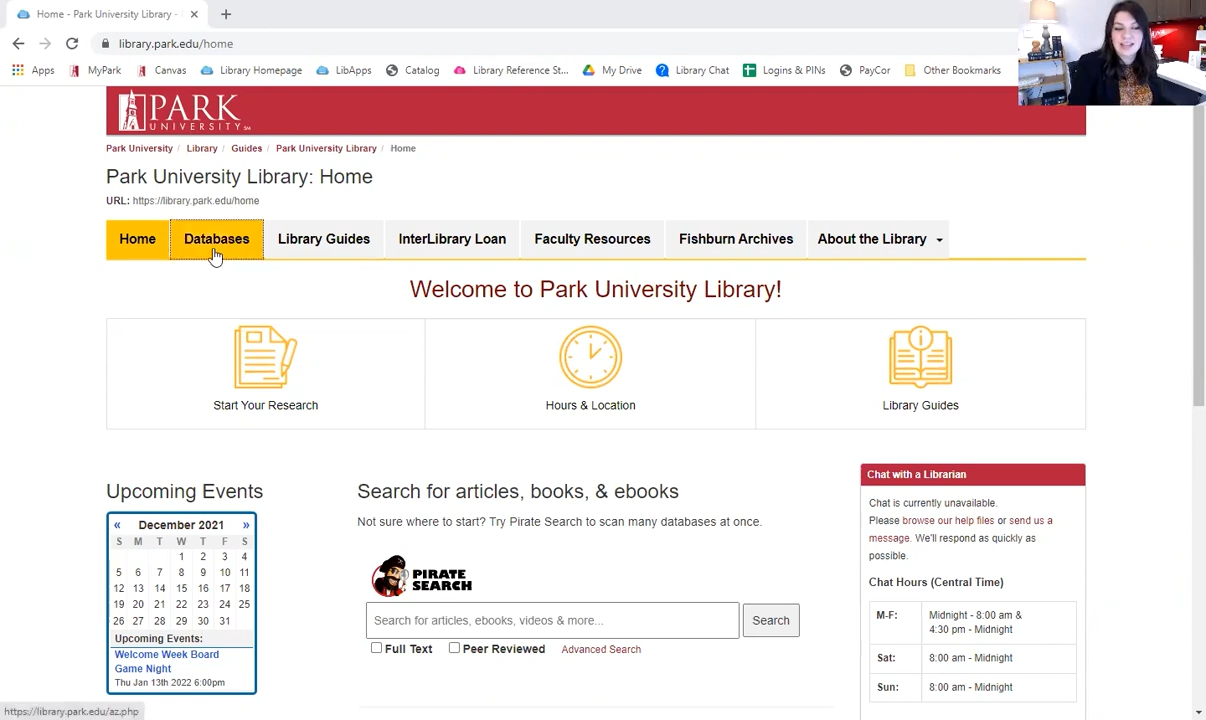 Home - Park University Library -
library.park.edu/home
Apps MyPark Canvas Library Homepage LibApps Catalog Library Reference St... My Drive Library Chat Logins & PINs PayCor Other Bookmarks
PARK
UNIVERSITY
Park University / Library / Guides / Park University Library / Home
Park University Library: Home
URL: https://library.park.edu/home
Home Databases Library Guides InterLibrary Loan Faculty Resources Fishburn Archives About the Library
Welcome to Park University Library!
Start Your Research Hours & Location Library Guides
Upcoming Events
« December 2021 »
S M T W T F S
1 2 3 4
5 6 7 8 9 10 11
12 13 14 15 16 17 18
19 20 21 22 23 24 25
26 27 28 29 30 31
Upcoming Events:
Welcome Week Board
Game Night
Thu Jan 13th 2022 6:00pm
Search for articles, books, & ebooks
Not sure where to start? Try Pirate Search to scan many databases at once.
PIRATE
SEARCH
Search for articles, ebooks, videos & more... Search
Full Text Peer Reviewed Advanced Search
Chat with a Librarian
Chat is currently unavailable.
Please browse our help files or send us a
message. We'll respond as quickly as
possible.
Chat Hours (Central Time)
M-F: Midnight - 8:00 am &
4:30 pm - Midnight
Sat: 8:00 am - Midnight
Sun: 8:00 am - Midnight
https://library.park.edu/az.php